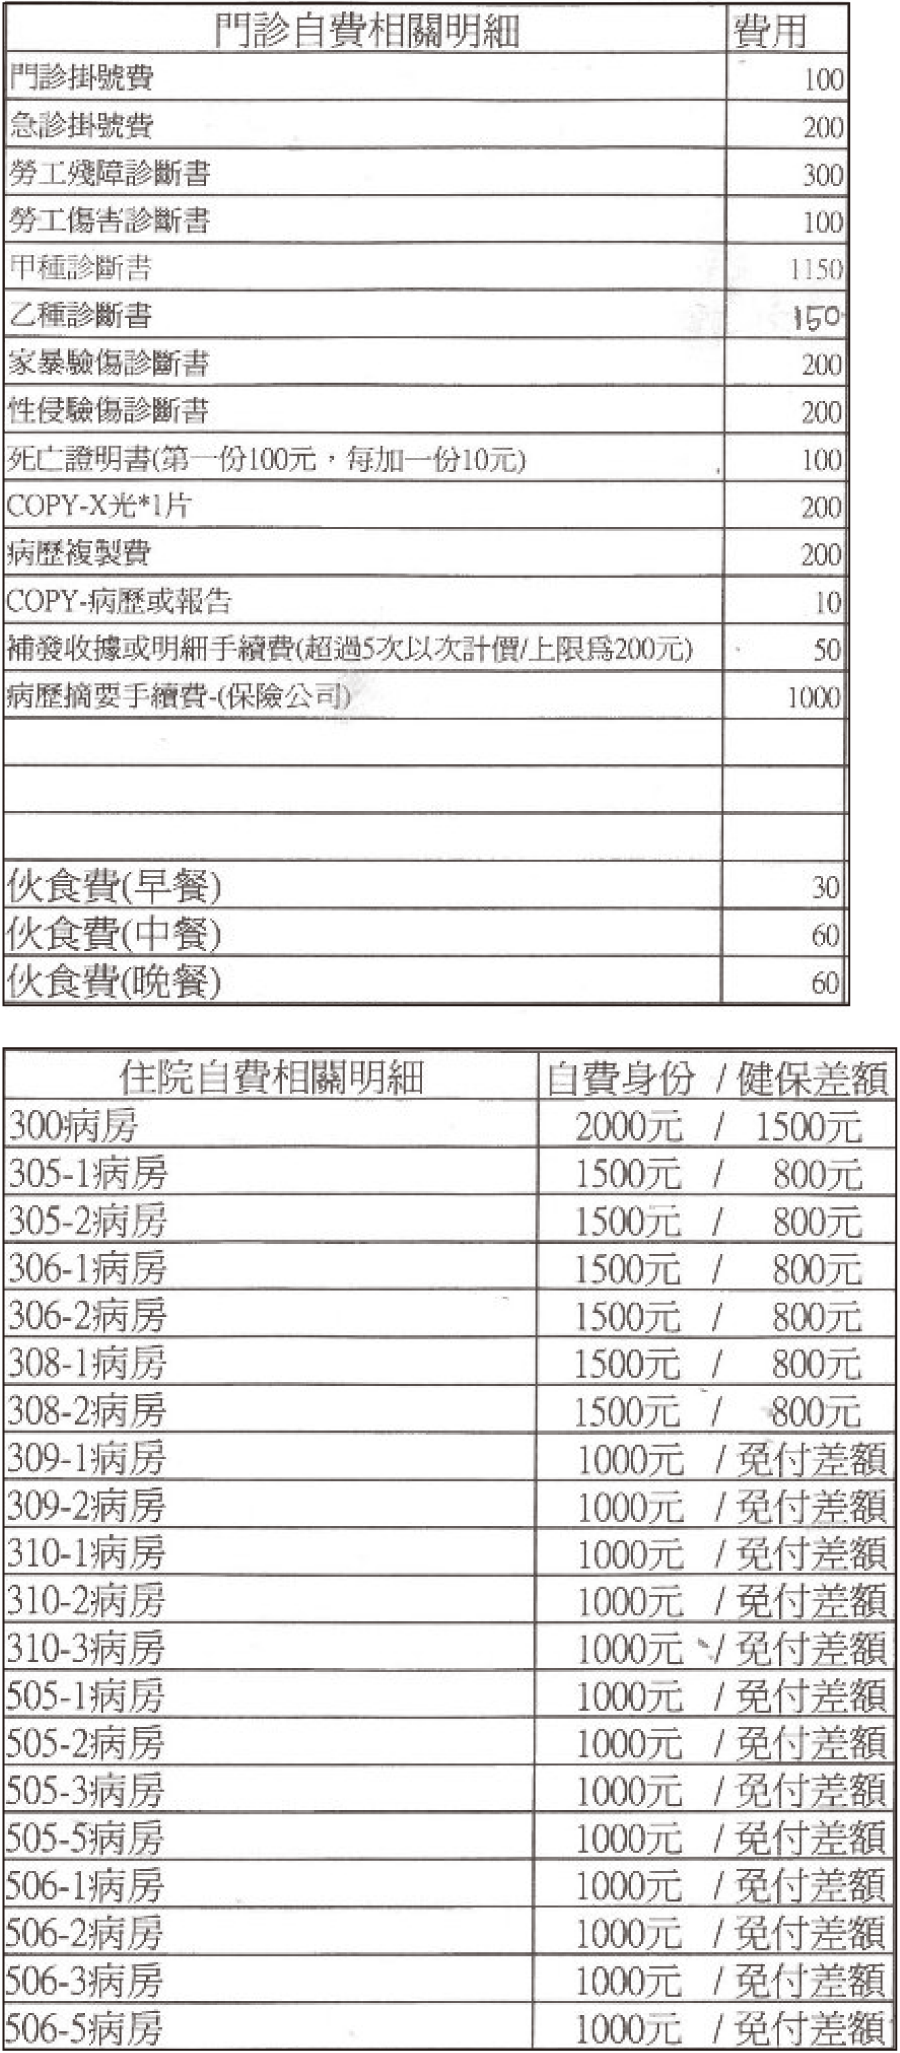 門診自費相關明細 費用
門診掛號費 100
急診掛號費 200
勞工殘障診斷書 300
勞工傷害診斷書 100
甲種診斷書 1150
乙種診斷書 150
家暴驗傷診斷書 200
性侵驗傷診斷書 200
死亡證明書(第一份100元，每加一份10元) 100
COPY-X光*1片 200
病歷複製費 200
COPY-病歷或報告 10
補發收據或明細手續費(超過5次以次計價/上限為200元) 50
病歷摘要手續費-(保險公司) 1000
伙食費(早餐) 30
伙食費(中餐) 60
伙食費(晚餐) 60
住院自費相關明細 自費身份 / 健保差額
300病房 2000元 / 1500元
305-1病房 1500元 / 800元
305-2病房 1500元 / 800元
306-1病房 1500元 / 800元
306-2病房 1500元 / 800元
308-1病房 1500元 / 800元
308-2病房 1500元 / 800元
309-1病房 1000元 / 免付差額
309-2病房 1000元 / 免付差額
310-1病房 1000元 / 免付差額
310-2病房 1000元 / 免付差額
310-3病房 1000元 / 免付差額
505-1病房 1000元 / 免付差額
505-2病房 1000元 / 免付差額
505-3病房 1000元 / 免付差額
505-5病房 1000元 / 免付差額
506-1病房 1000元 / 免付差額
506-2病房 1000元 / 免付差額
506-3病房 1000元 / 免付差額
506-5病房 1000元 / 免付差額